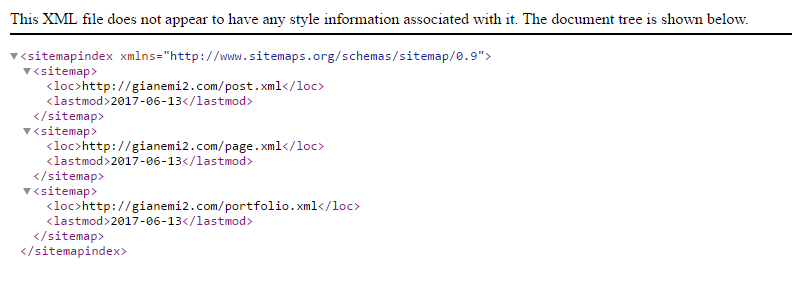 This XML file does not appear to have any style information associated with it. The document tree is shown below.
▼<sitemapindex xmlns="http://www.sitemaps.org/schemas/sitemap/0.9">
▼<sitemap>
<loc>http://gianemi2.com/post.xml</loc>
<lastmod>2017-06-13</lastmod>
</sitemap>
▼<sitemap>
<loc>http://gianemi2.com/page.xml</loc>
<lastmod>2017-06-13</lastmod>
</sitemap>
▼<sitemap>
<loc>http://gianemi2.com/portfolio.xml</loc>
<lastmod>2017-06-13</lastmod>
</sitemap>
</sitemapindex>